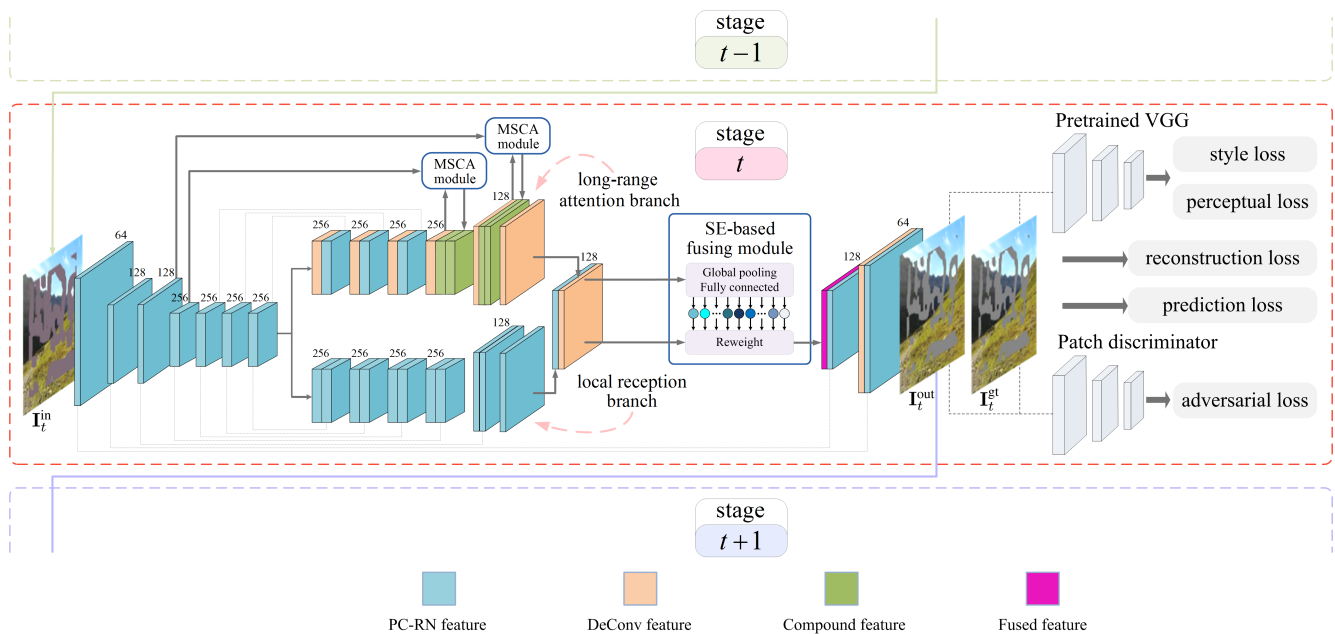 stage
t−1
stage
t
MSCA
module
MSCA
module
long-range
attention branch
local reception
branch
64
128
128
256
256
256
256
256
256
256
256
128
256
256
256
256
128
128
SE-based
fusing module
Global pooling
Fully connected
Reweight
128
64
I_t^in
I_t^out
I_t^gt
Pretrained VGG
style loss
perceptual loss
reconstruction loss
prediction loss
Patch discriminator
adversarial loss
stage
t+1
PC-RN feature
DeConv feature
Compound feature
Fused feature